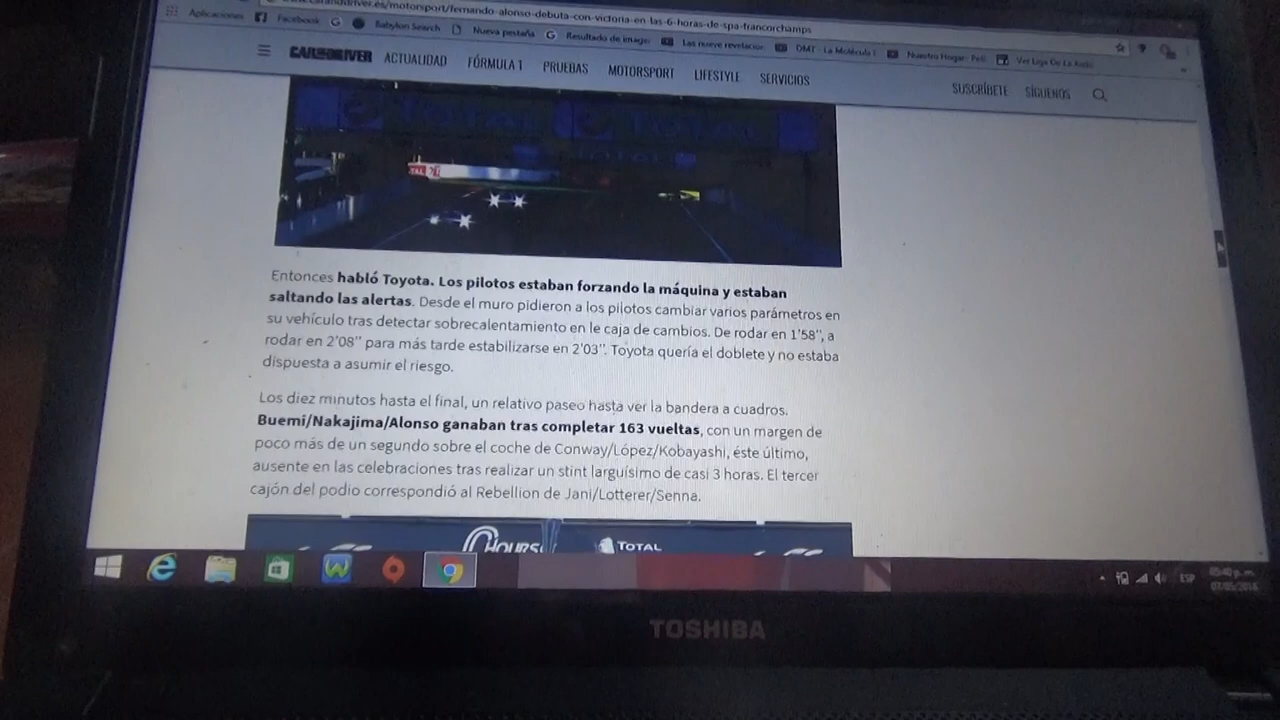 caranddriver.es/motorsport/fernando-alonso-debuta-con-victoria-en-las-6-horas-de-spa-francorchamps
Aplicaciones Facebook Babylon Search Nueva pestaña Resultado de image Las nueve revelacion DMT - La Molécula Nuestro Hogar- Peli Ver Liga De La
CAR AND DRIVER ACTUALIDAD FÓRMULA 1 PRUEBAS MOTORSPORT LIFESTYLE SERVICIOS SUSCRÍBETE SÍGUENOS
TOTAL TOTAL
TOTAL
Entonces habló Toyota. Los pilotos estaban forzando la máquina y estaban
saltando las alertas. Desde el muro pidieron a los pilotos cambiar varios parámetros en
su vehículo tras detectar sobrecalentamiento en le caja de cambios. De rodar en 1'58'', a
rodar en 2'08'' para más tarde estabilizarse en 2'03''. Toyota quería el doblete y no estaba
dispuesta a asumir el riesgo.
Los diez minutos hasta el final, un relativo paseo hasta ver la bandera a cuadros.
Buemi/Nakajima/Alonso ganaban tras completar 163 vueltas, con un margen de
poco más de un segundo sobre el coche de Conway/López/Kobayashi, éste último,
ausente en las celebraciones tras realizar un stint larguísimo de casi 3 horas. El tercer
cajón del podio correspondió al Rebellion de Jani/Lotterer/Senna.
HOURS TOTAL
ESP 05:40 p. m.
07/05/2018
TOSHIBA